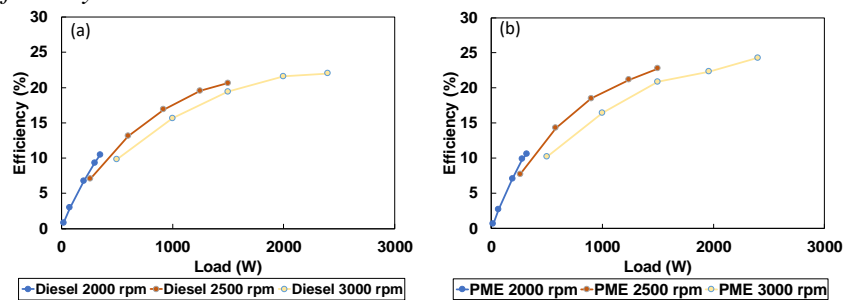 (a)
30
25
20
15
10
5
0
Efficiency (%)
0 1000 2000 3000
Load (W)
Diesel 2000 rpm Diesel 2500 rpm Diesel 3000 rpm
(b)
30
25
20
15
10
5
0
Efficiency (%)
0 1000 2000 3000
Load (W)
PME 2000 rpm PME 2500 rpm PME 3000 rpm